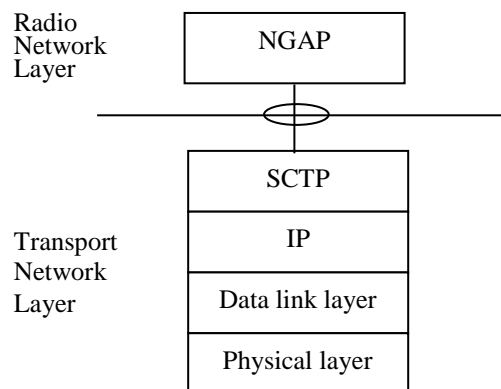 Radio
Network
Layer
NGAP
SCTP
IP
Transport
Network
Layer
Data link layer
Physical layer